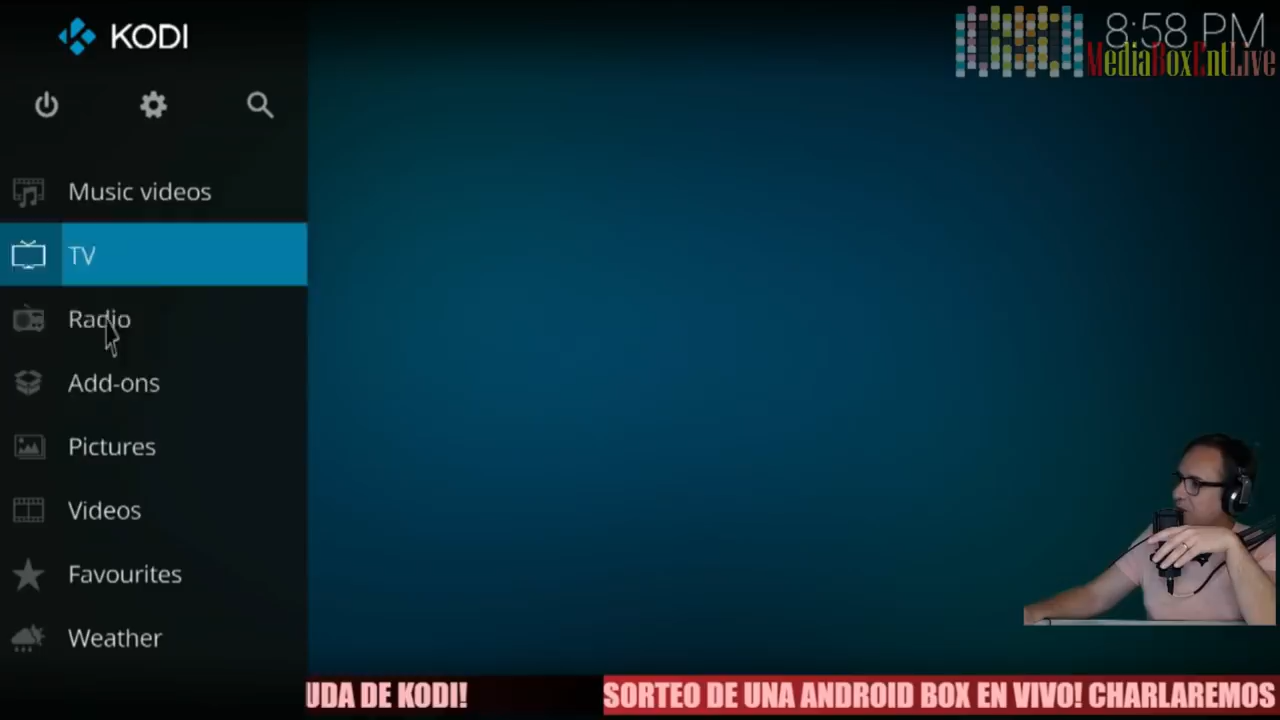 KODI
8:58 PM
MediaBoxEntLive
Music videos
TV
Radio
Add-ons
Pictures
Videos
Favourites
Weather
UDA DE KODI! SORTEO DE UNA ANDROID BOX EN VIVO! CHARLAREMOS